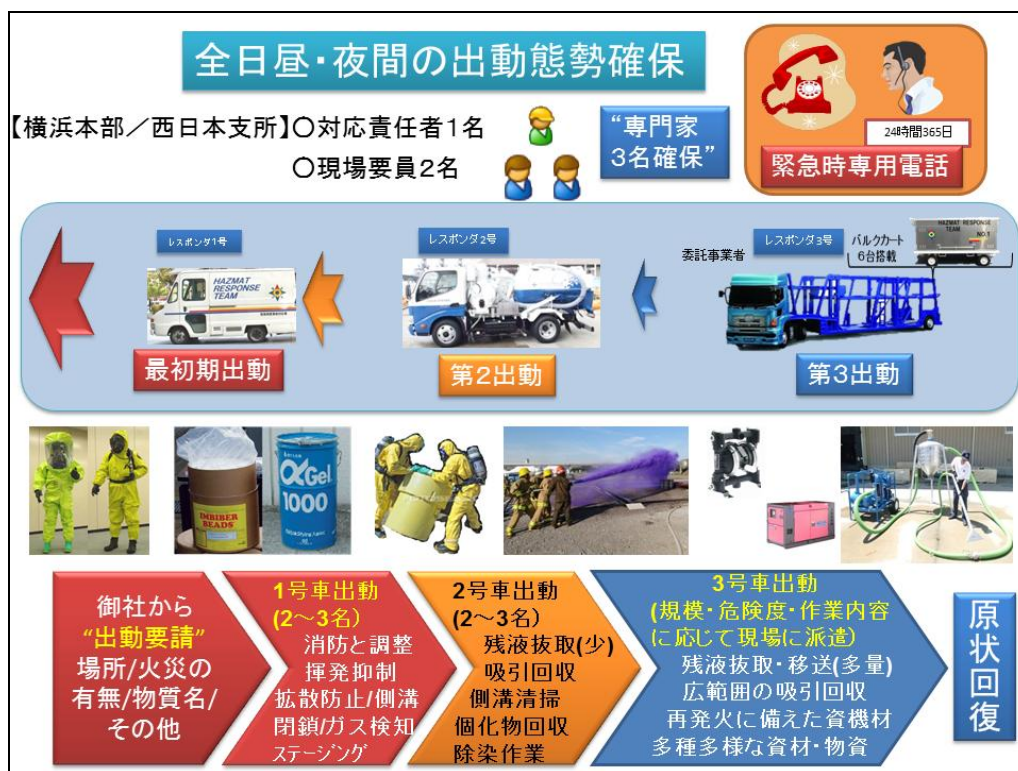 全日昼・夜間の出動態勢確保
【横浜本部/西日本支所】〇対応責任者1名
〇現場要員2名
“専門家
3名確保”
24時間365日
緊急時専用電話
レスポンダ1号
HAZMAT
RESPONSE
TEAM
最初期出動
レスポンダ2号
第2出動
委託事業者
レスポンダ3号
バルクカート
6台搭載
HAZMAT RESPONSE
TEAM
NO.1
第3出動
IMBIBER
BEADS
αGel
1000
御社から
“出動要請”
場所/火災の
有無/物質名/
その他
1号車出動
(2～3名)
消防と調整
揮発抑制
拡散防止/側溝
閉鎖/ガス検知
ステージング
2号車出動
(2～3名)
残液抜取(少)
吸引回収
側溝清掃
個化物回収
除染作業
3号車出動
(規模・危険度・作業内容
に応じて現場に派遣)
残液抜取・移送(多量)
広範囲の吸引回収
再発火に備えた資機材
多種多様な資材・物資
原状回復